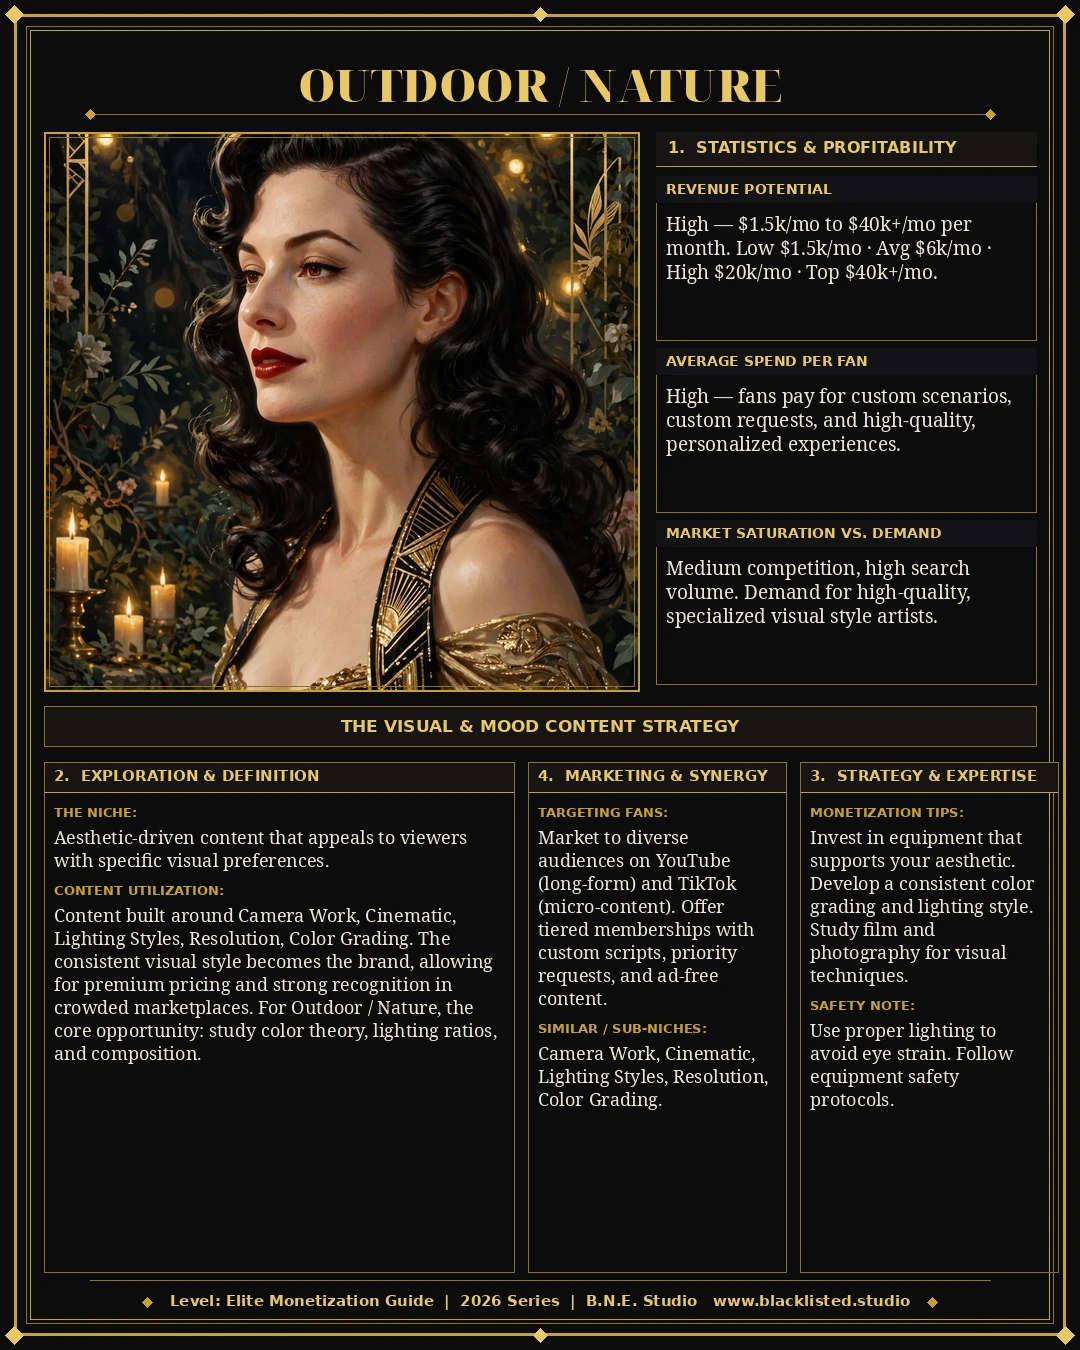 OUTDOOR / NATURE
1. STATISTICS & PROFITABILITY
REVENUE POTENTIAL
High — $1.5k/mo to $40k+/mo per
month. Low $1.5k/mo · Avg $6k/mo ·
High $20k/mo · Top $40k+/mo.
AVERAGE SPEND PER FAN
High — fans pay for custom scenarios,
custom requests, and high-quality,
personalized experiences.
MARKET SATURATION VS. DEMAND
Medium competition, high search
volume. Demand for high-quality,
specialized visual style artists.
THE VISUAL & MOOD CONTENT STRATEGY
2. EXPLORATION & DEFINITION
THE NICHE:
Aesthetic-driven content that appeals to viewers
with specific visual preferences.
CONTENT UTILIZATION:
Content built around Camera Work, Cinematic,
Lighting Styles, Resolution, Color Grading. The
consistent visual style becomes the brand, allowing
for premium pricing and strong recognition in
crowded marketplaces. For Outdoor / Nature, the
core opportunity: study color theory, lighting ratios,
and composition.
4. MARKETING & SYNERGY
TARGETING FANS:
Market to diverse
audiences on YouTube
(long-form) and TikTok
(micro-content). Offer
tiered memberships with
custom scripts, priority
requests, and ad-free
content.
SIMILAR / SUB-NICHES:
Camera Work, Cinematic,
Lighting Styles, Resolution,
Color Grading.
3. STRATEGY & EXPERTISE
MONETIZATION TIPS:
Invest in equipment that
supports your aesthetic.
Develop a consistent color
grading and lighting style.
Study film and
photography for visual
techniques.
SAFETY NOTE:
Use proper lighting to
avoid eye strain. Follow
equipment safety
protocols.
Level: Elite Monetization Guide | 2026 Series | B.N.E. Studio www.blacklisted.studio